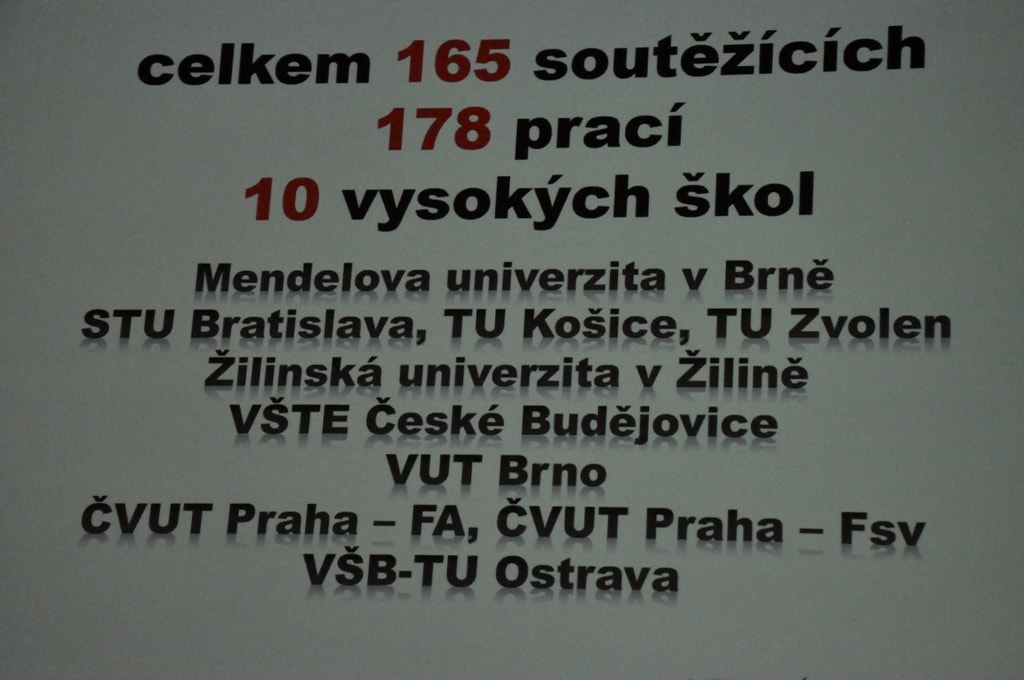 celkem 165 soutěžících
178 prací
10 vysokých škol
Mendelova univerzita v Brně
STU Bratislava, TU Košice, TU Zvolen
Žilinská univerzita v Žilině
VŠTE České Budějovice
VUT Brno
ČVUT Praha – FA, ČVUT Praha – Fsv
VŠB-TU Ostrava